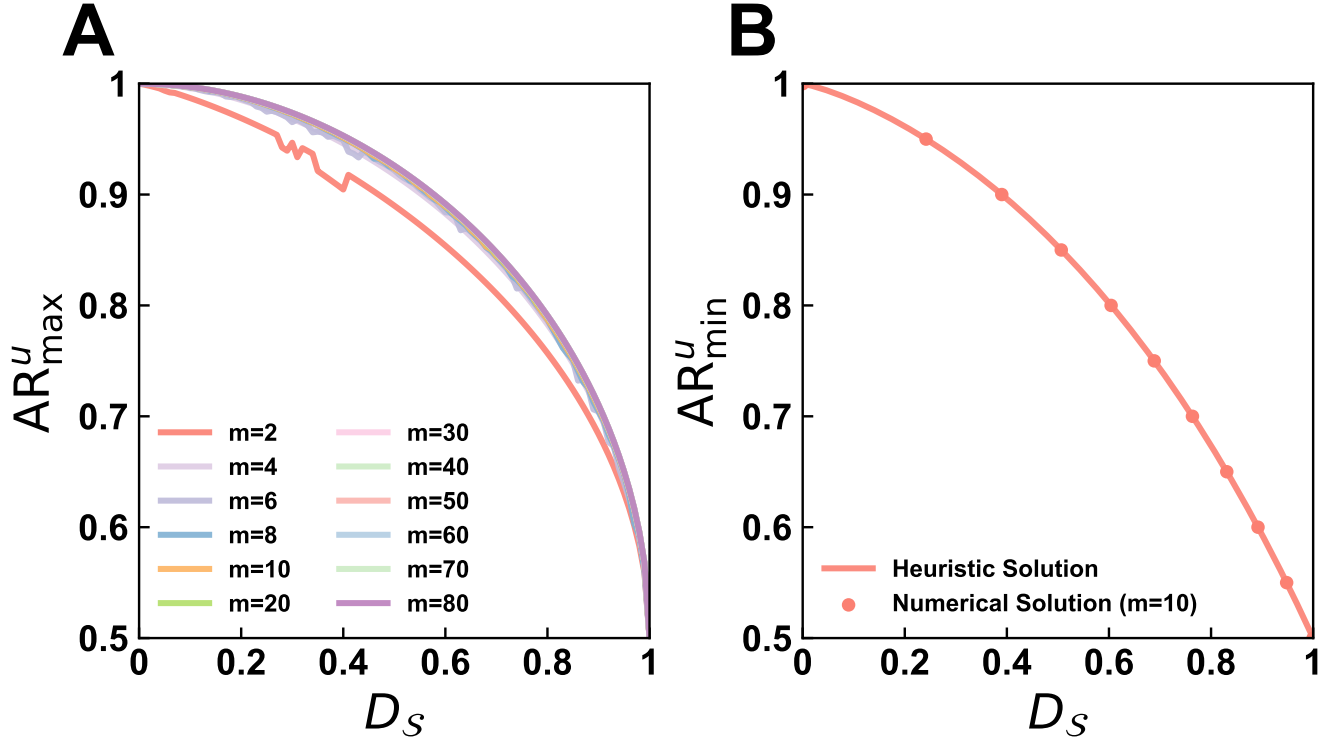 A
1
0.9
0.8
0.7
0.6
0.5
AR^u_max
m=2
m=4
m=6
m=8
m=10
m=20
m=30
m=40
m=50
m=60
m=70
m=80
0 0.2 0.4 0.6 0.8 1
D_𝒮
B
1
0.9
0.8
0.7
0.6
0.5
AR^u_min
Heuristic Solution
Numerical Solution (m=10)
0 0.2 0.4 0.6 0.8 1
D_𝒮